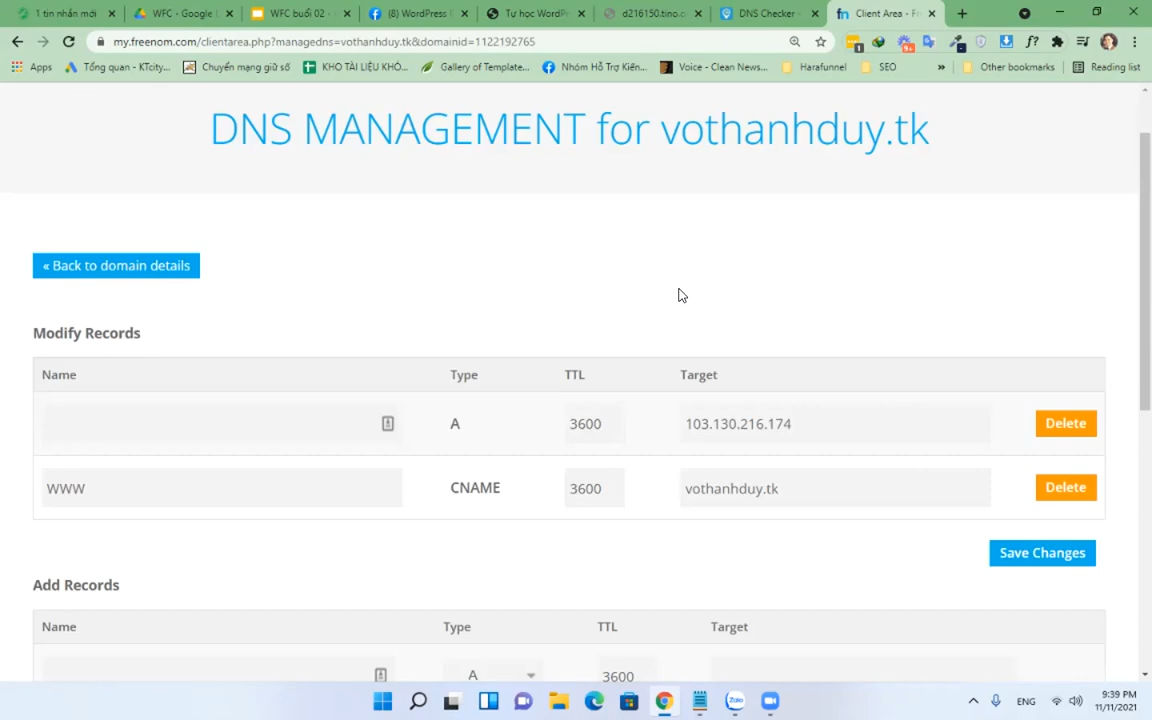 1 tin nhắn mới
WFC - Google
WFC buổi 02 -
(8) WordPress
Tự học WordP
d216150.tino.c
DNS Checker
Client Area - Fr
my.freenom.com/clientarea.php?managedns=vothanhduy.tk&domainid=1122192765
Apps
Tổng quan - KTcity...
Chuyển mạng giữ số
KHO TÀI LIỆU KHÓ...
Gallery of Template...
Nhóm Hỗ Trợ Kiến...
Voice - Clean News...
Harafunnel
SEO
»
Other bookmarks
Reading list
DNS MANAGEMENT for vothanhduy.tk
« Back to domain details
Modify Records
Name Type TTL Target
A 3600 103.130.216.174 Delete
WWW CNAME 3600 vothanhduy.tk Delete
Save Changes
Add Records
Name Type TTL Target
A 3600
Zalo
ENG
9:39 PM
11/11/2021